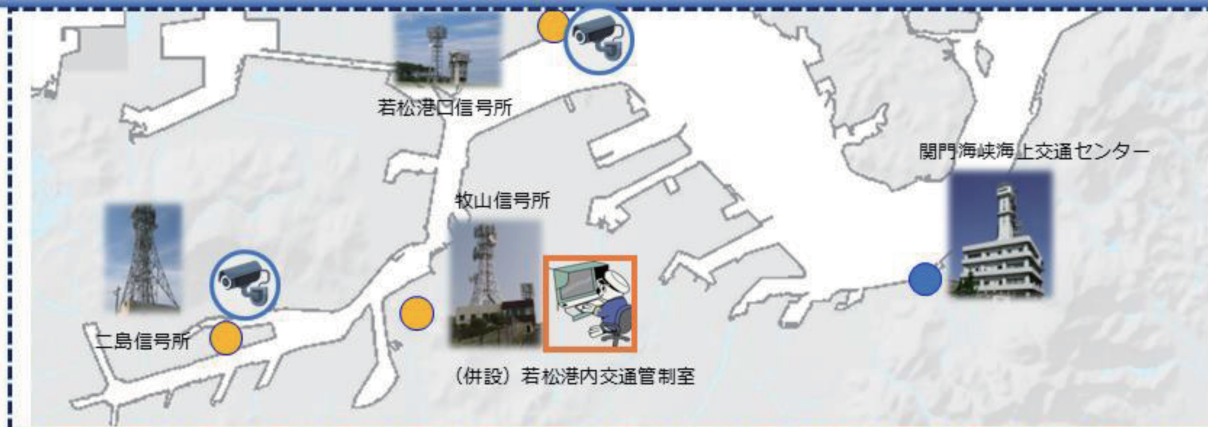 若松港口信号所
関門海峡海上交通センター
牧山信号所
二島信号所
（併設）若松港内交通管制室